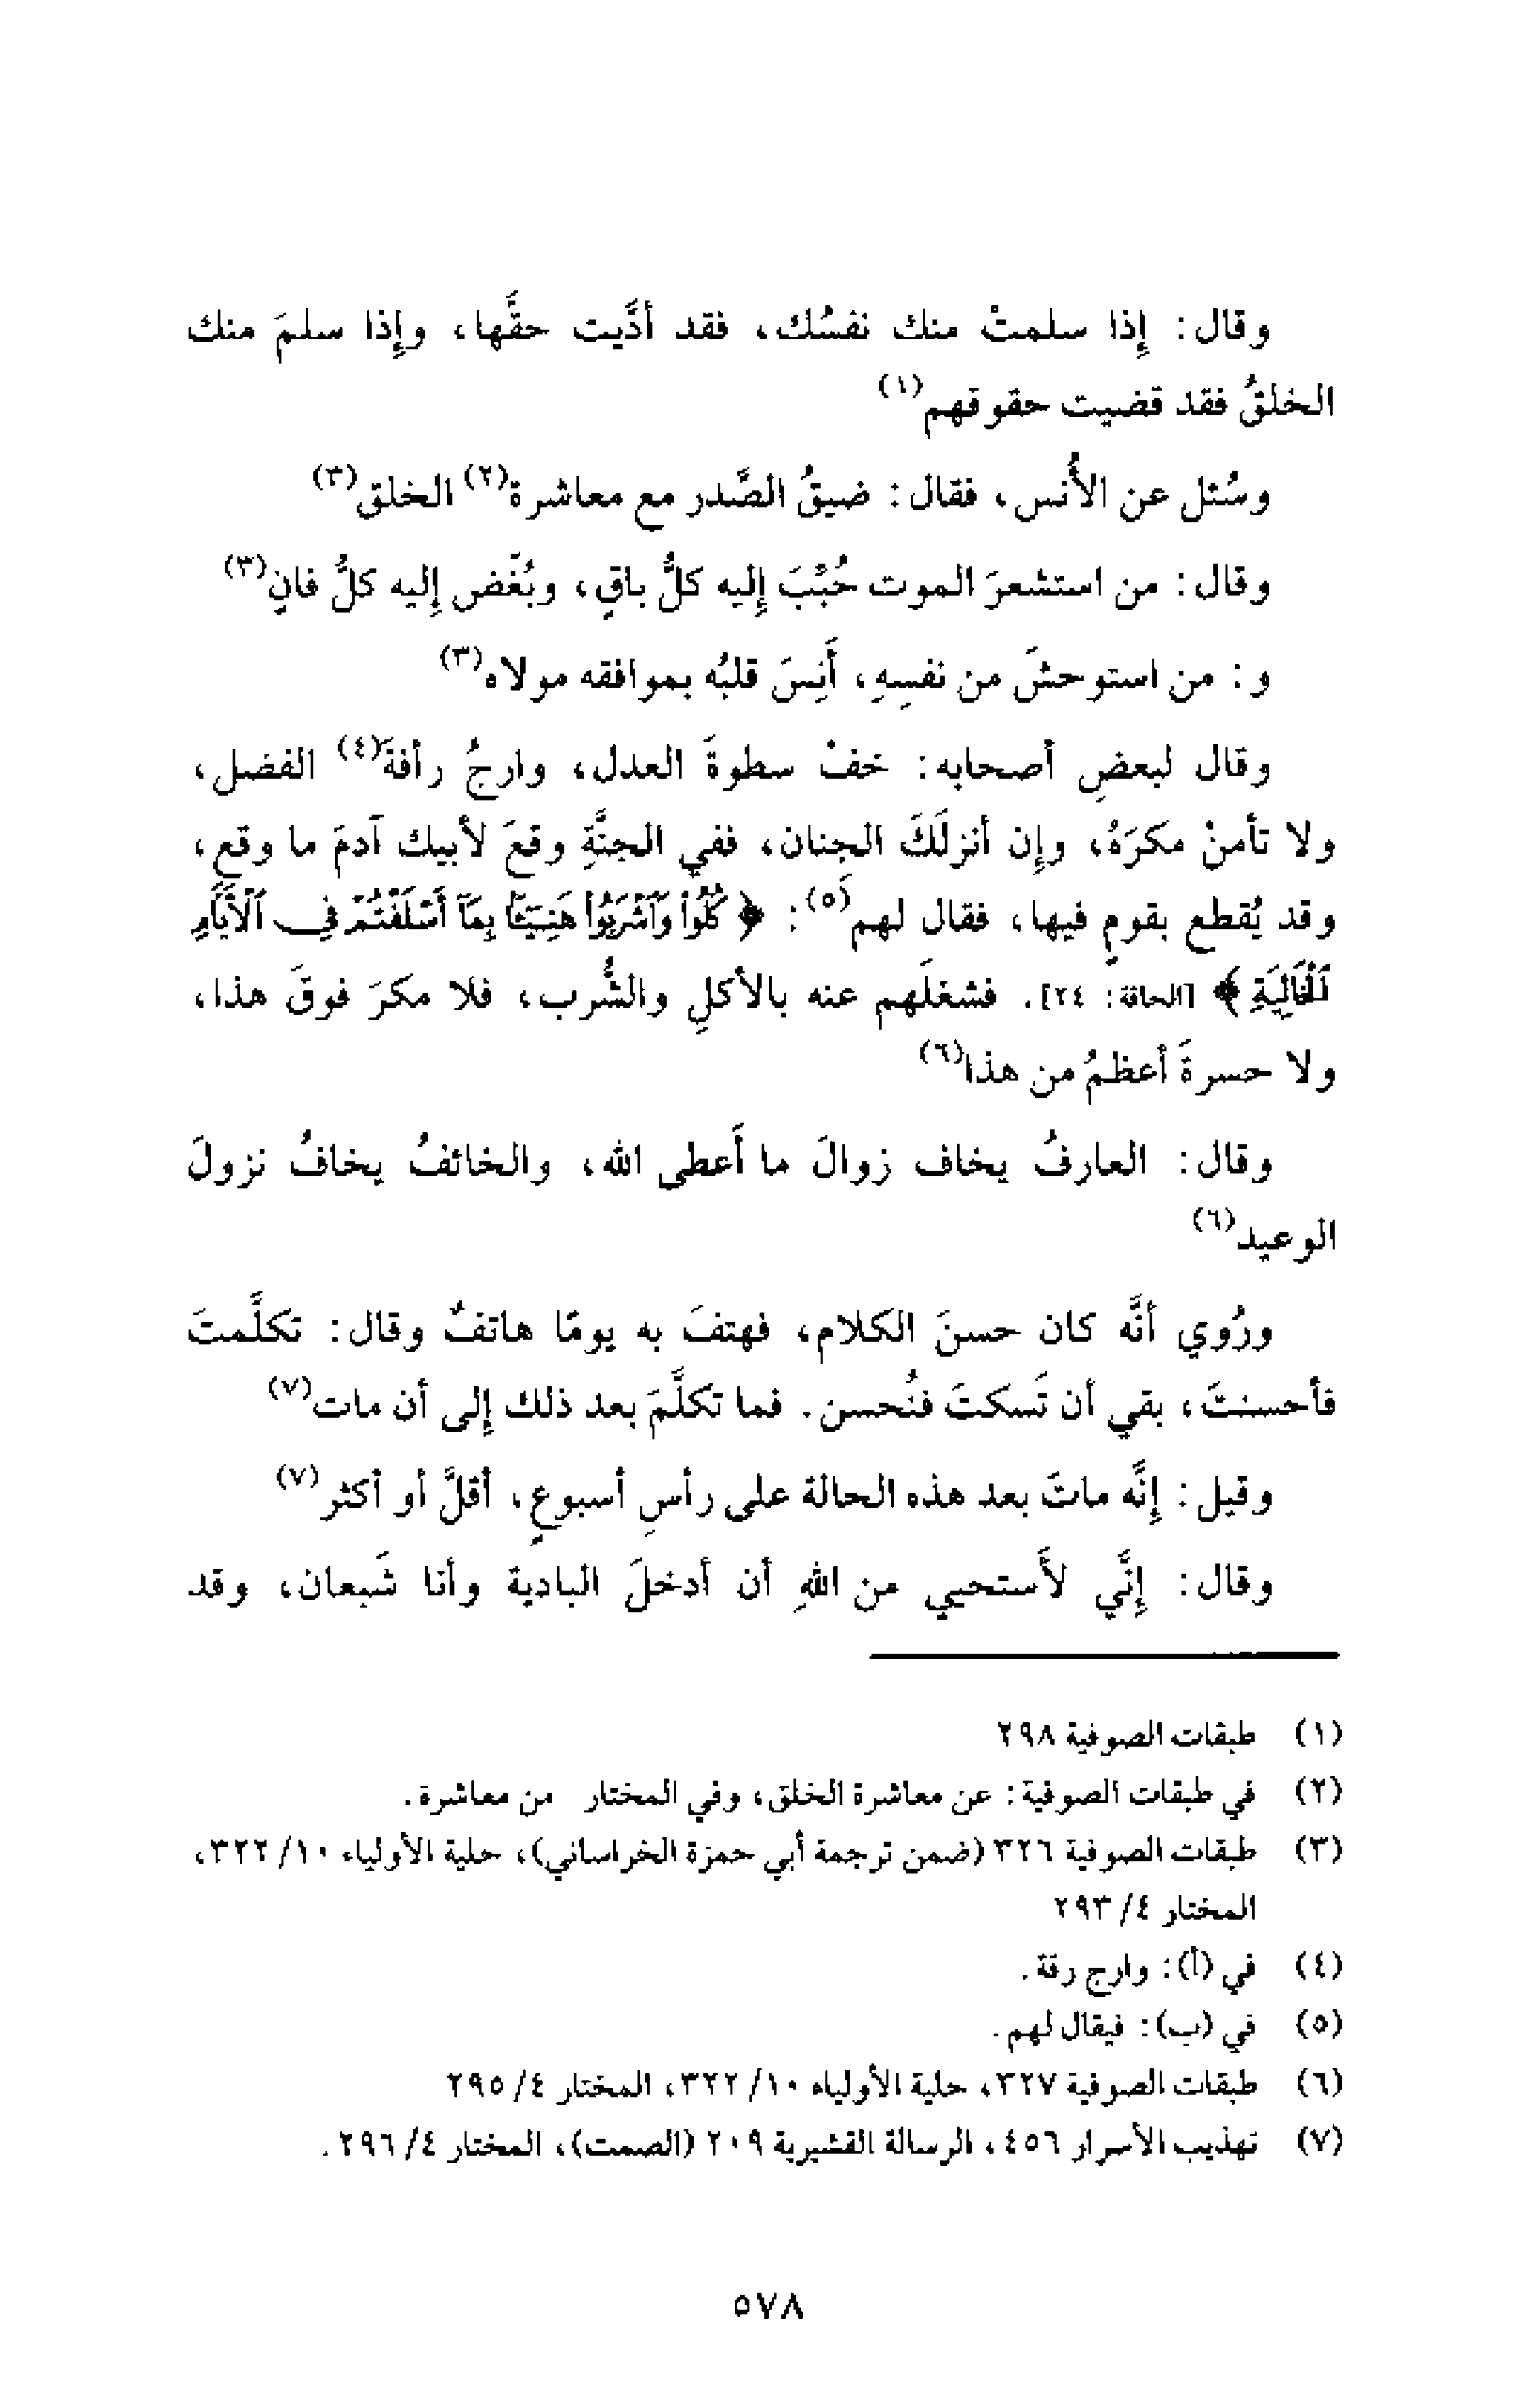 وقال: إذا سلمتْ منك نفسُك، فقد أدَّيت حقَّها، وإذا سلمَ منك
الخلقُ فقد قضيت حقوقهم(١)
وسُئل عن الأُنس، فقال: ضيقُ الصَّدر مع معاشرة(٢) الخلق(٣)
وقال: من استشعرَ الموت حُبِّبَ إليه كلُّ باقٍ، وبُغِّض إليه كلُّ فانٍ(٣)
و: من استوحشَ من نفسِهِ، أَنِسَ قلبُه بموافقه مولاه(٣)
وقال لبعضِ أصحابه: خفْ سطوةَ العدل، وارجُ رأفةَ(٤) الفضل،
ولا تأمنْ مكرَهُ، وإن أنزلَكَ الجنان، ففي الجنَّةِ وقعَ لأبيك آدمَ ما وقع،
وقد يُقطع بقومٍ فيها، فقال لهم(٥): ﴿ كُلُوا۟ وَٱشْرَبُوا۟ هَنِيٓـًٔۢا بِمَآ أَسْلَفْتُمْ فِى ٱلْأَيَّامِ
ٱلْخَالِيَةِ ﴾ [الحاقة: ٢٤]. فشغلَهم عنه بالأكلِ والشُّرب، فلا مكرَ فوقَ هذا،
ولا حسرةَ أعظمُ من هذا(٦)
وقال: العارفُ يخاف زوالَ ما أَعطى الله، والخائفُ يخافُ نزولَ
الوعيد(٦)
ورُوي أنَّه كان حسنَ الكلام، فهتفَ به يومًا هاتفٌ وقال: تكلَّمتَ
فأحسنتَ، بقي أن تَسكتَ فتُحسن. فما تكلَّمَ بعد ذلك إلى أن مات(٧)
وقيل: إنَّه ماتَ بعد هذه الحالة على رأسِ أسبوعٍ، أقلَّ أو أكثر(٧)
وقال: إنِّي لأَستحيي من اللهِ أن أدخلَ البادية وأنا شَبعان، وقد
(١) طبقات الصوفية ٢٩٨
(٢) في طبقات الصوفية: عن معاشرة الخلق، وفي المختار من معاشرة.
(٣) طبقات الصوفية ٣٢٦ (ضمن ترجمة أبي حمزة الخراساني)، حلية الأولياء ١٠/ ٣٢٢،
المختار ٤/ ٢٩٣
(٤) في (أ): وارج رقة.
(٥) في (ب): فيقال لهم.
(٦) طبقات الصوفية ٣٢٧، حلية الأولياء ١٠/ ٣٢٢، المختار ٤/ ٢٩٥
(٧) تهذيب الأسرار ٤٥٦، الرسالة القشيرية ٢٠٩ (الصمت)، المختار ٤/ ٢٩٦.
٥٧٨